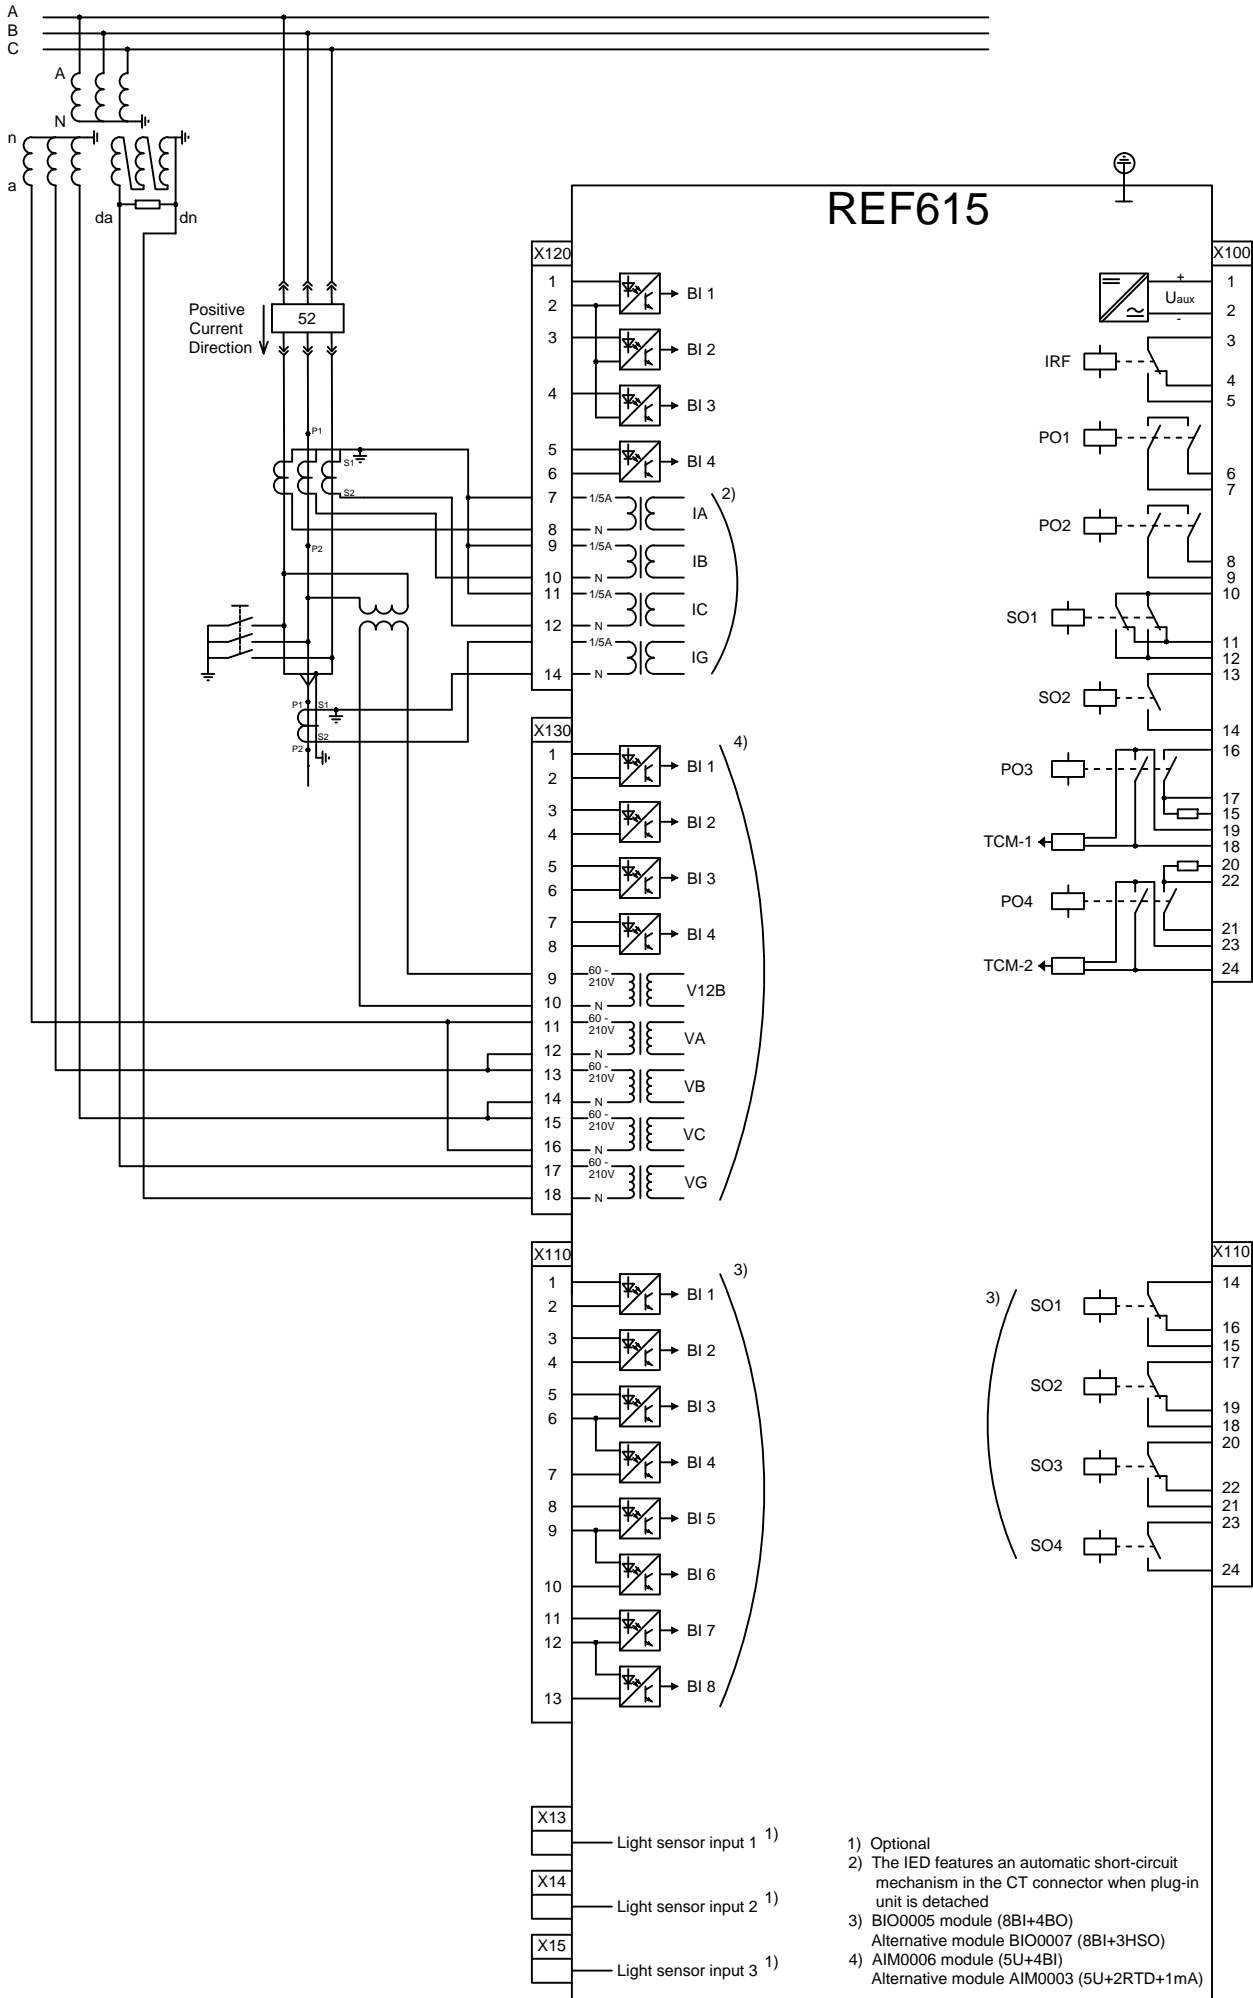 A
B
C
A
N
n
a
da
dn
REF615
Positive
Current
Direction
52
P1
S1
S2
P2
P1
S1
S2
P2
X120
1
2
3
4
5
6
7
8
9
10
11
12
14
BI 1
BI 2
BI 3
BI 4
1/5A
N
IA
1/5A
N
IB
1/5A
N
IC
1/5A
N
IG
2)
X130
1
2
3
4
5
6
7
8
9
10
11
12
13
14
15
16
17
18
BI 1
BI 2
BI 3
BI 4
60 -
210V
N
V12B
60 -
210V
N
VA
60 -
210V
N
VB
60 -
210V
N
VC
60 -
210V
N
VG
4)
X110
1
2
3
4
5
6
7
8
9
10
11
12
13
BI 1
BI 2
BI 3
BI 4
BI 5
BI 6
BI 7
BI 8
3)
X13
Light sensor input 1 1)
X14
Light sensor input 2 1)
X15
Light sensor input 3 1)
X100
+
Uaux
-
1
2
IRF
3
4
5
PO1
6
7
PO2
8
9
SO1
10
11
12
SO2
13
14
PO3
16
17
15
19
TCM-1
18
20
22
PO4
21
23
TCM-2
24
X110
3)
SO1
14
16
15
SO2
17
19
18
SO3
20
22
21
SO4
23
24
1) Optional
2) The IED features an automatic short-circuit
mechanism in the CT connector when plug-in
unit is detached
3) BIO0005 module (8BI+4BO)
Alternative module BIO0007 (8BI+3HSO)
4) AIM0006 module (5U+4BI)
Alternative module AIM0003 (5U+2RTD+1mA)